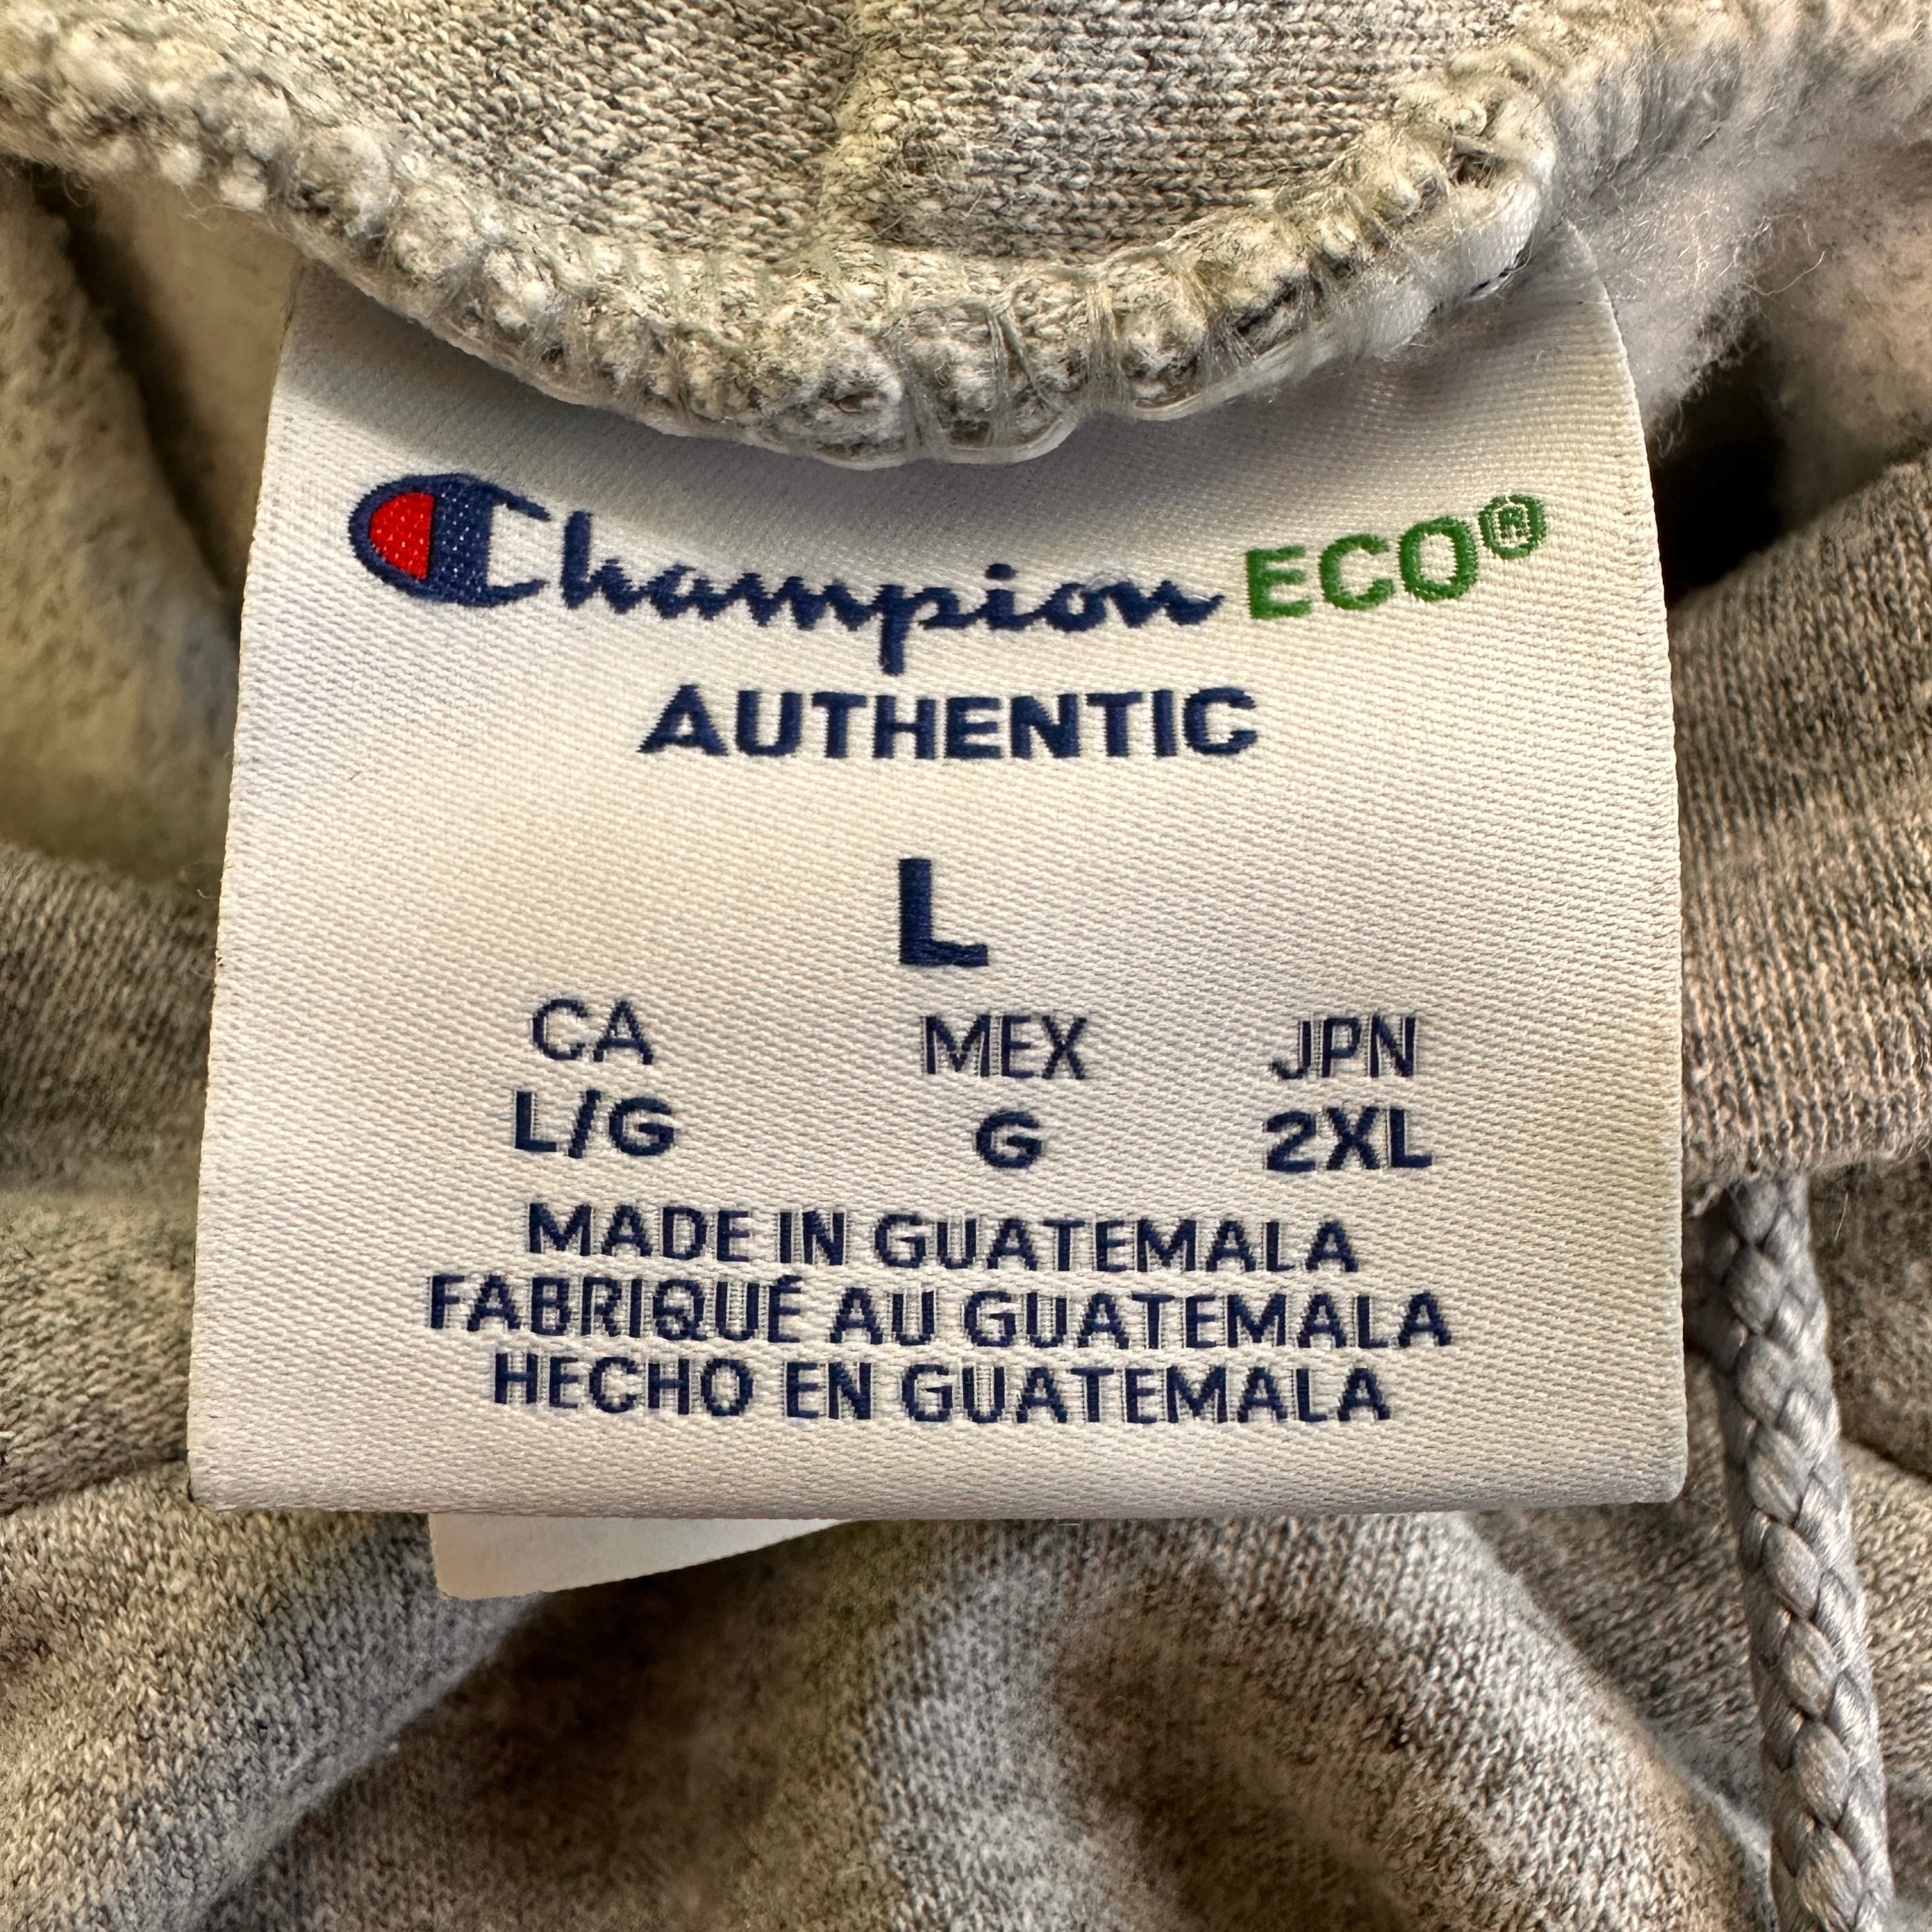 Champion ECO®
AUTHENTIC
L
CA MEX JPN
L/G G 2XL
MADE IN GUATEMALA
FABRIQUÉ AU GUATEMALA
HECHO EN GUATEMALA